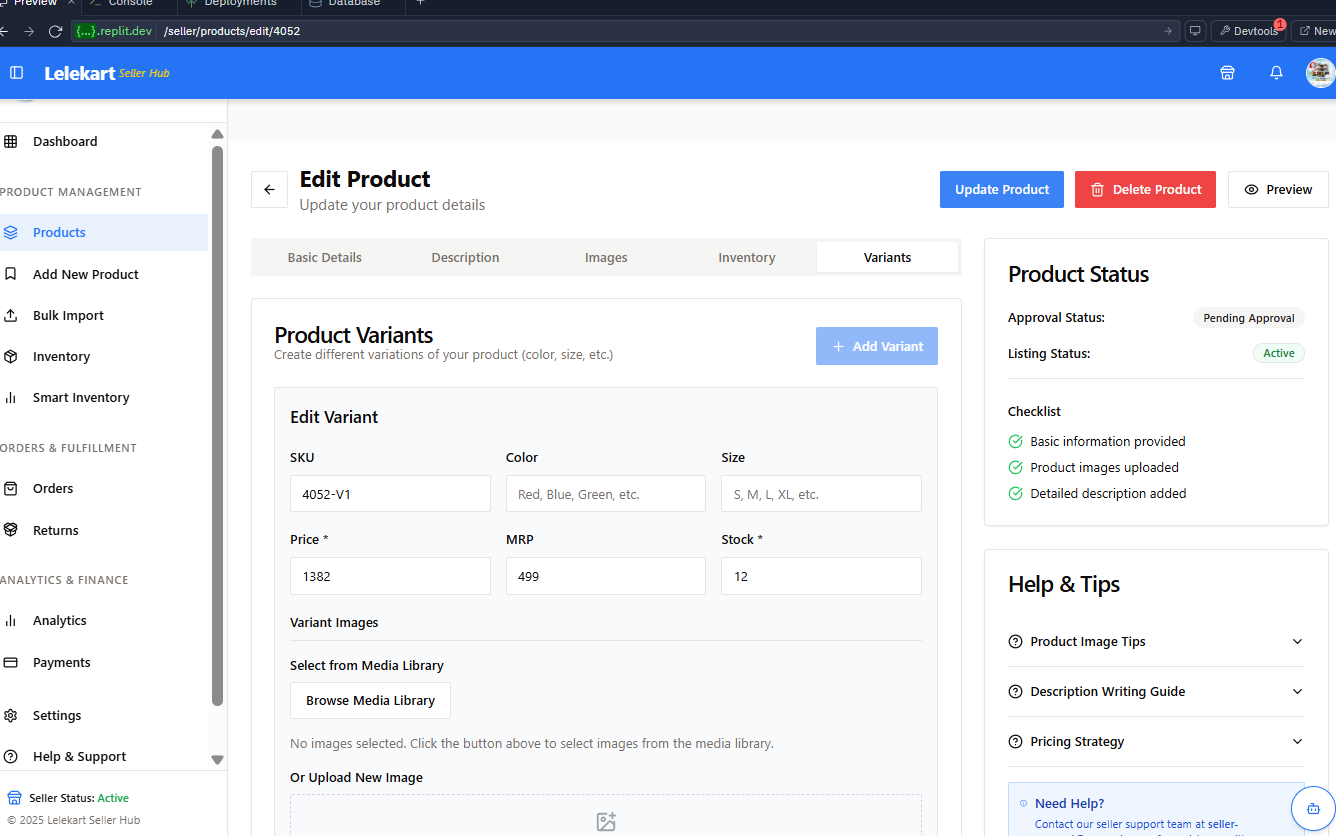 Preview
Console
Deployments
Database
{...}.replit.dev /seller/products/edit/4052
Devtools 1
New
Lelekart Seller Hub
Dashboard
PRODUCT MANAGEMENT
Products
Add New Product
Bulk Import
Inventory
Smart Inventory
ORDERS & FULFILLMENT
Orders
Returns
ANALYTICS & FINANCE
Analytics
Payments
Settings
Help & Support
Seller Status: Active
© 2025 Lelekart Seller Hub
Edit Product
Update your product details
Update Product
Delete Product
Preview
Basic Details
Description
Images
Inventory
Variants
Product Variants
Create different variations of your product (color, size, etc.)
+ Add Variant
Edit Variant
SKU
Color
Size
4052-V1
Red, Blue, Green, etc.
S, M, L, XL, etc.
Price *
MRP
Stock *
1382
499
12
Variant Images
Select from Media Library
Browse Media Library
No images selected. Click the button above to select images from the media library.
Or Upload New Image
Product Status
Approval Status: Pending Approval
Listing Status: Active
Checklist
Basic information provided
Product images uploaded
Detailed description added
Help & Tips
Product Image Tips
Description Writing Guide
Pricing Strategy
Need Help?
Contact our seller support team at seller-